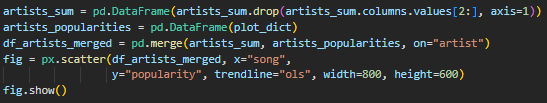 artists_sum = pd.DataFrame(artists_sum.drop(artists_sum.columns.values[2:], axis=1))
artists_popularities = pd.DataFrame(plot_dict)
df_artists_merged = pd.merge(artists_sum, artists_popularities, on="artist")
fig = px.scatter(df_artists_merged, x="song",
                 y="popularity", trendline="ols", width=800, height=600)
fig.show()